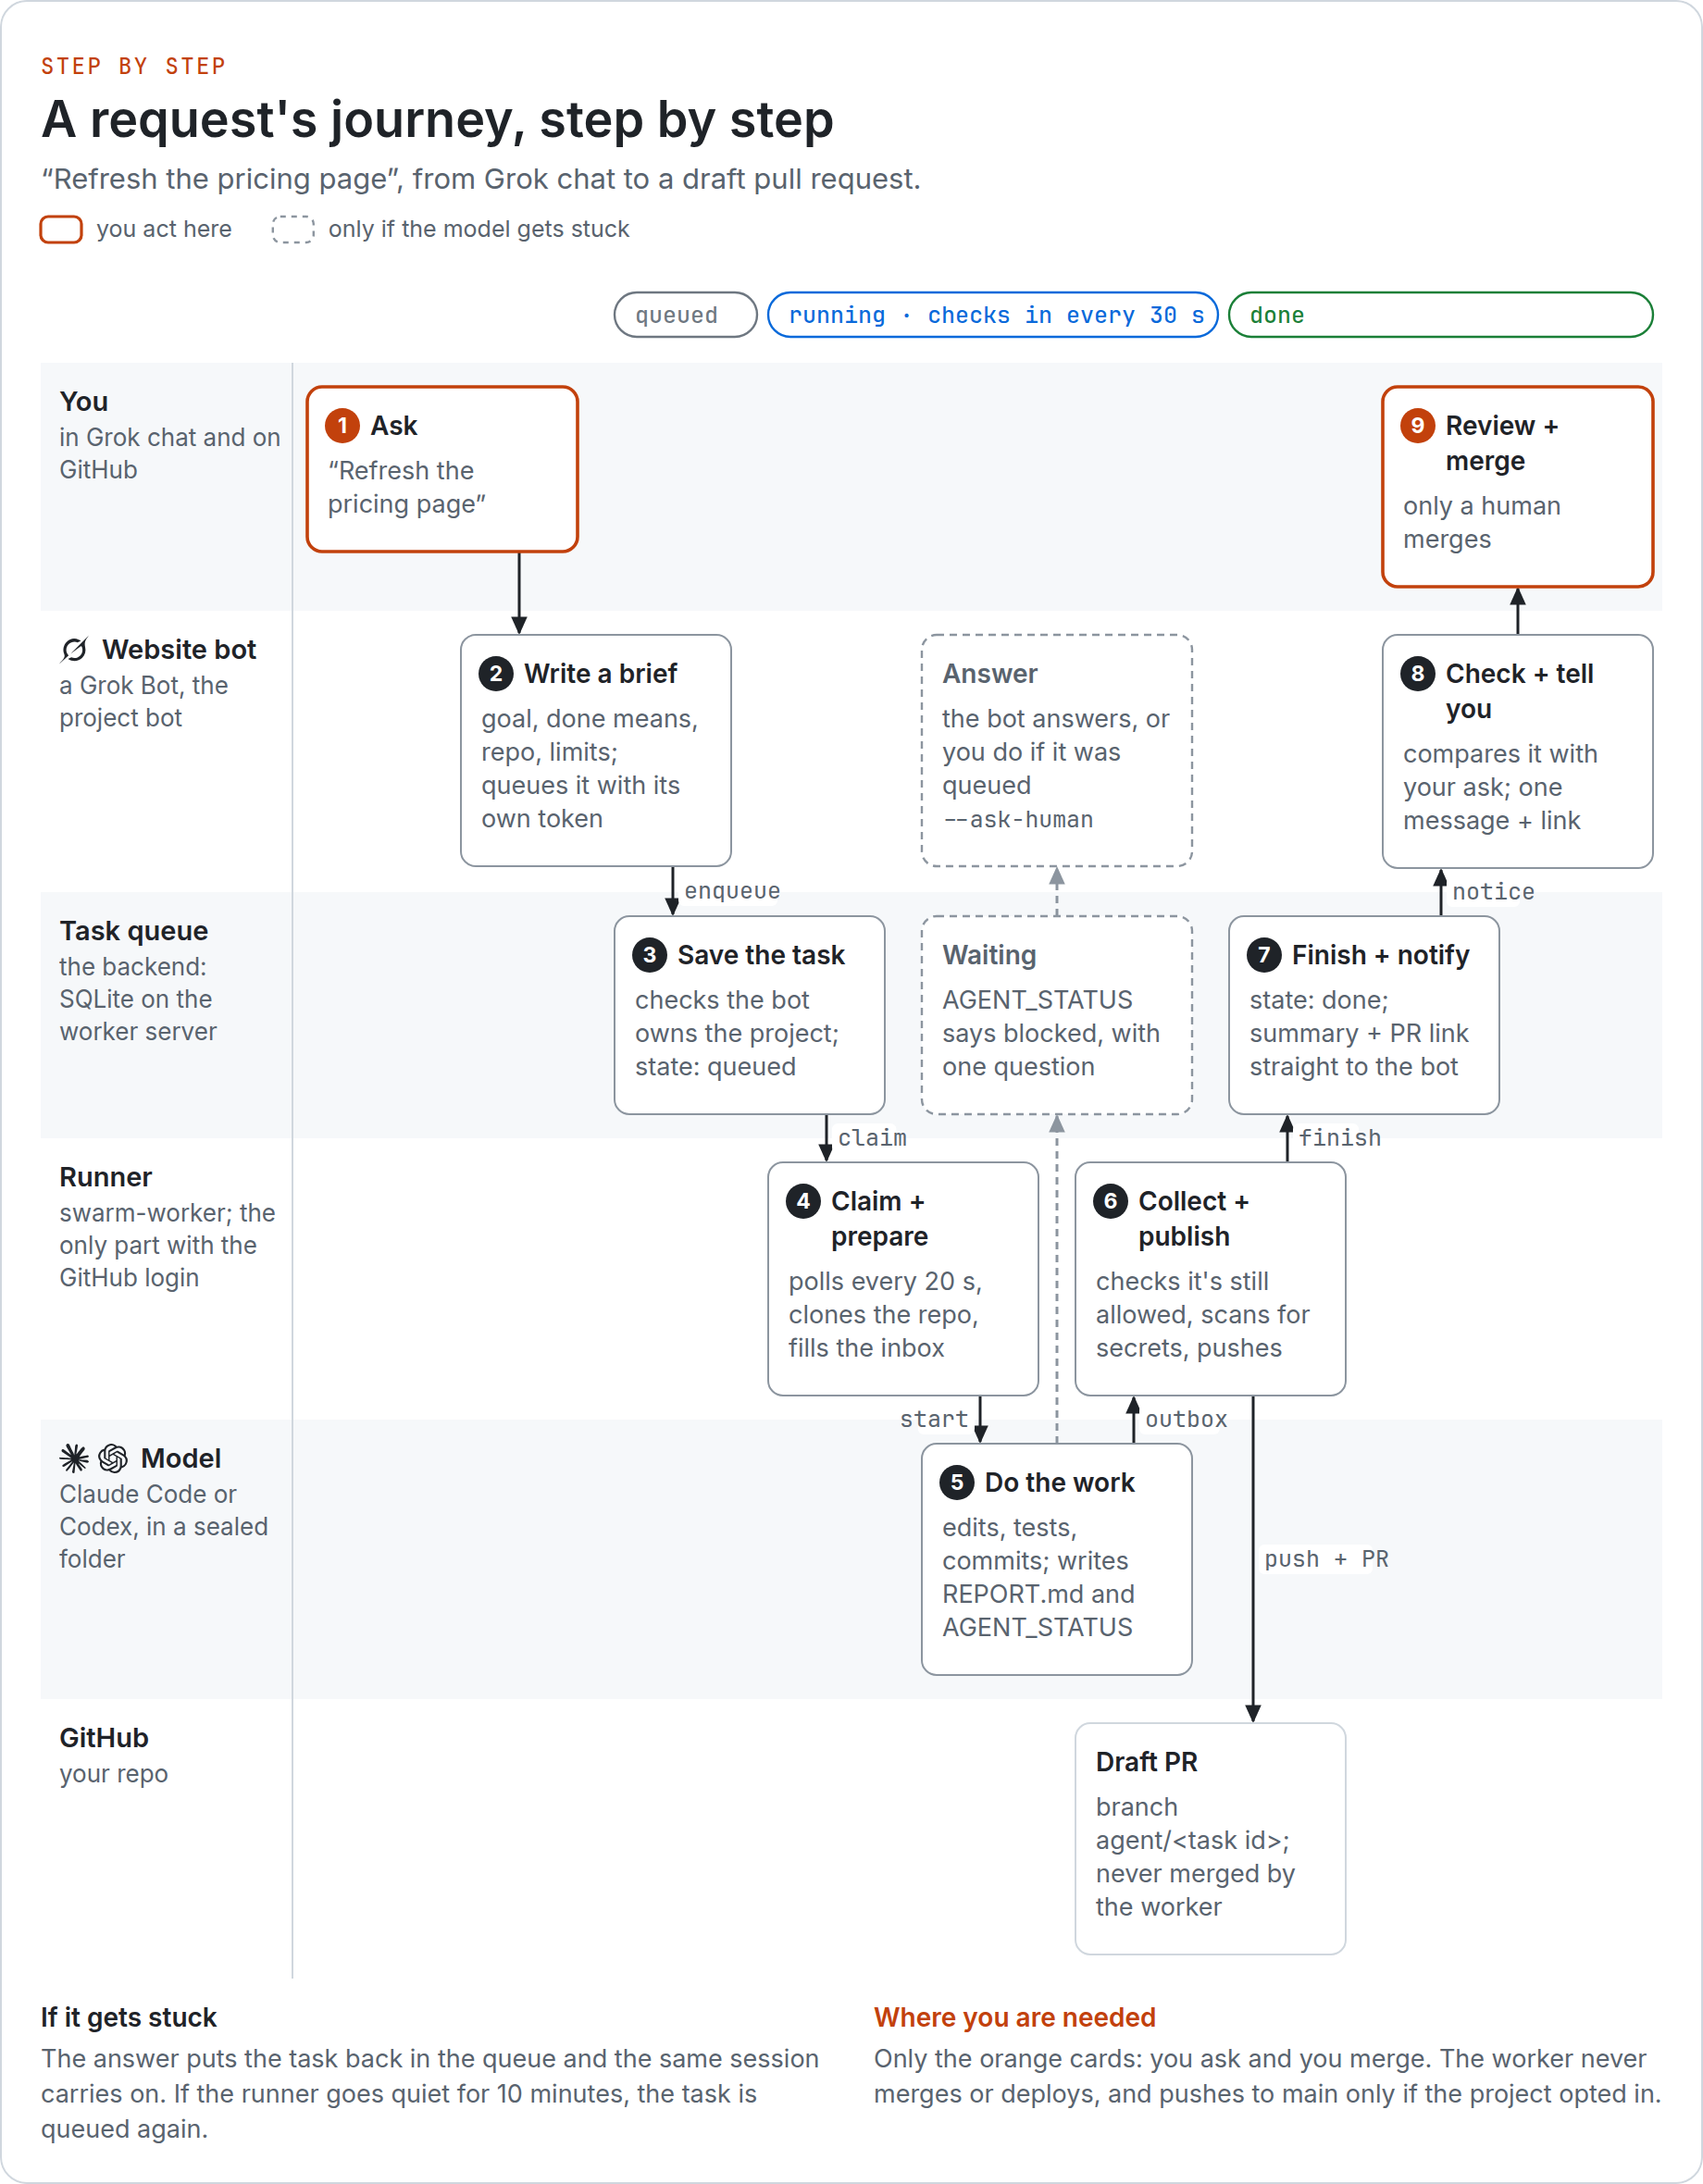 STEP BY STEP
A request's journey, step by step
“Refresh the pricing page”, from Grok chat to a draft pull request.
you act here
only if the model gets stuck
queued
running · checks in every 30 s
done
You
in Grok chat and on
GitHub
1 Ask
“Refresh the
pricing page”
9 Review +
merge
only a human
merges
Website bot
a Grok Bot, the
project bot
2 Write a brief
goal, done means,
repo, limits;
queues it with its
own token
Answer
the bot answers, or
you do if it was
queued
--ask-human
8 Check + tell
you
compares it with
your ask; one
message + link
enqueue
notice
Task queue
the backend:
SQLite on the
worker server
3 Save the task
checks the bot
owns the project;
state: queued
Waiting
AGENT_STATUS
says blocked, with
one question
7 Finish + notify
state: done;
summary + PR link
straight to the bot
claim
finish
Runner
swarm-worker; the
only part with the
GitHub login
4 Claim +
prepare
polls every 20 s,
clones the repo,
fills the inbox
6 Collect +
publish
checks it's still
allowed, scans for
secrets, pushes
start
outbox
Model
Claude Code or
Codex, in a sealed
folder
5 Do the work
edits, tests,
commits; writes
REPORT.md and
AGENT_STATUS
push + PR
GitHub
your repo
Draft PR
branch
agent/<task id>;
never merged by
the worker
If it gets stuck
The answer puts the task back in the queue and the same session
carries on. If the runner goes quiet for 10 minutes, the task is
queued again.
Where you are needed
Only the orange cards: you ask and you merge. The worker never
merges or deploys, and pushes to main only if the project opted in.